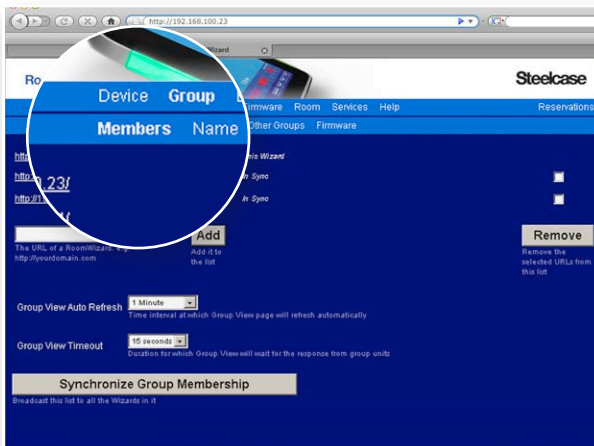 http://192.168.100.23
Wizard
Ro
Steelcase
Device Group
Firmware Room Services Help
Reservations
Members Name
Other Groups Firmware
This Wizard
.23/
In Sync
http://1
In Sync
Add
Remove
The URL of a RoomWizard, e.g.
http://yourdomain.com
Add it to
the list
Remove the
selected URLs from
this list
Group View Auto Refresh
1 Minute
Time interval at which Group View page will refresh automatically
Group View Timeout
15 seconds
Duration for which Group View will wait for the response from group units
Synchronize Group Membership
Broadcast this list to all the Wizards in it